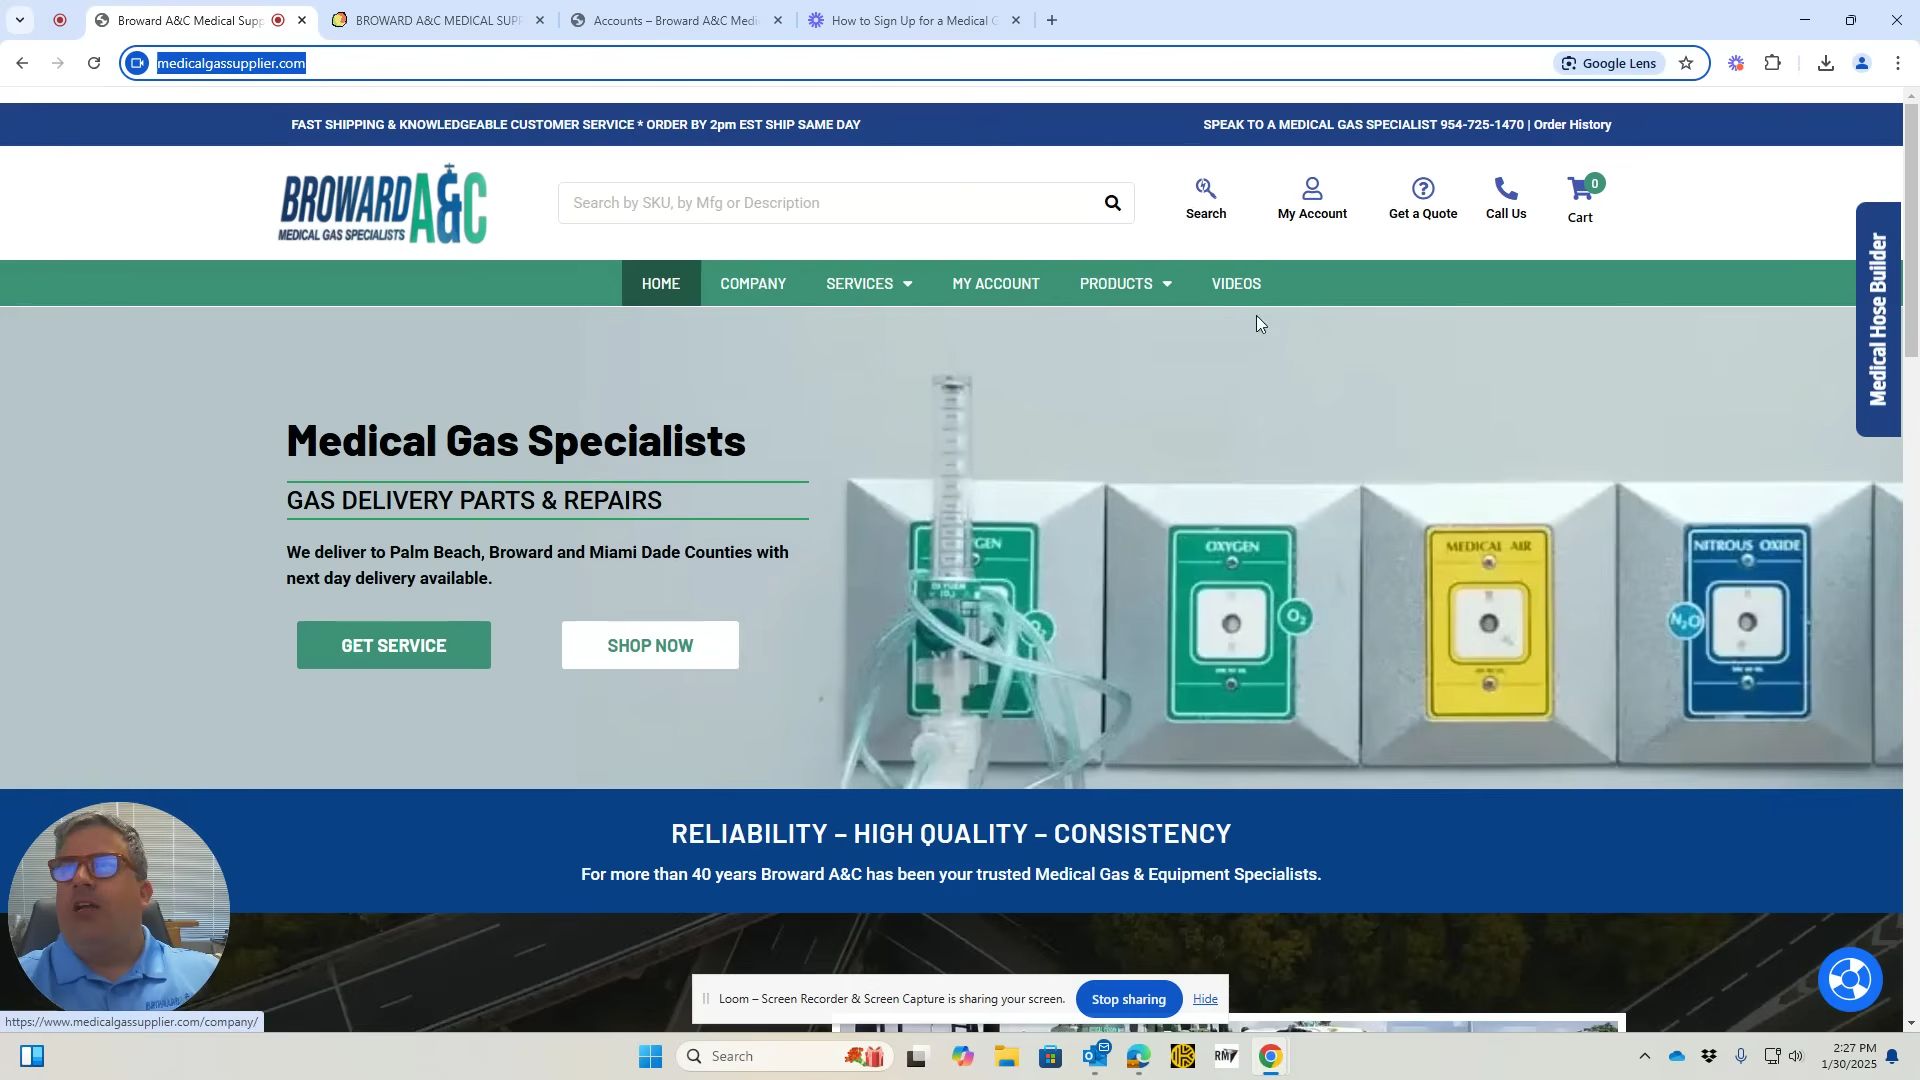 Broward A&C Medical Supp
BROWARD A&C MEDICAL SUPP
Accounts – Broward A&C Medic
How to Sign Up for a Medical G
medicalgassupplier.com
Google Lens
FAST SHIPPING & KNOWLEDGEABLE CUSTOMER SERVICE * ORDER BY 2pm EST SHIP SAME DAY
SPEAK TO A MEDICAL GAS SPECIALIST 954-725-1470 | Order History
BROWARD A&C
MEDICAL GAS SPECIALISTS
Search by SKU, by Mfg or Description
Search
My Account
Get a Quote
Call Us
0
Cart
HOME
COMPANY
SERVICES
MY ACCOUNT
PRODUCTS
VIDEOS
Medical Hose Builder
Medical Gas Specialists
GAS DELIVERY PARTS & REPAIRS
We deliver to Palm Beach, Broward and Miami Dade Counties with
next day delivery available.
GET SERVICE
SHOP NOW
OXYGEN
O2
MEDICAL AIR
NITROUS OXIDE
N2O
RELIABILITY – HIGH QUALITY – CONSISTENCY
For more than 40 years Broward A&C has been your trusted Medical Gas & Equipment Specialists.
Loom – Screen Recorder & Screen Capture is sharing your screen.
Stop sharing
Hide
https://www.medicalgassupplier.com/company/
Search
2:27 PM
1/30/2025